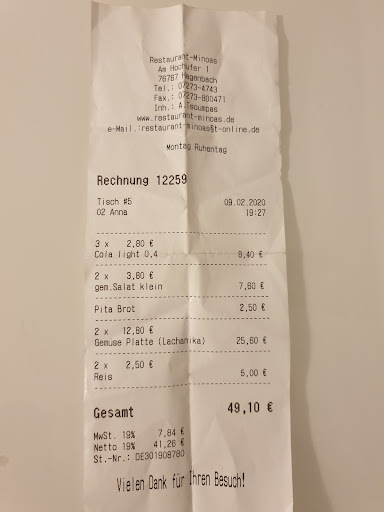 Restaurant-Minoas
Am Hochufer 1
76767 Hagenbach
Tel.: 07273-4743
Fax.: 07273-800471
Inh.: A.Tsoumpas
www.restaurant-minoas.de
e-Mail.:restaurant-minoas§t-online.de
Montag Ruhentag
Rechnung 12259
Tisch #5 09.02.2020
02 Anna 19:27
3 x 2,80 €
Cola light 0,4 8,40 €
2 x 3,80 €
gem.Salat klein 7,60 €
Pita Brot 2,50 €
2 x 12,80 €
Gemuse Platte (Lachanika) 25,60 €
2 x 2,50 €
Reis 5,00 €
Gesamt 49,10 €
MwSt. 19% 7,84 €
Netto 19% 41,26 €
St.-Nr.: DE301908780
Vielen Dank für Ihren Besuch!